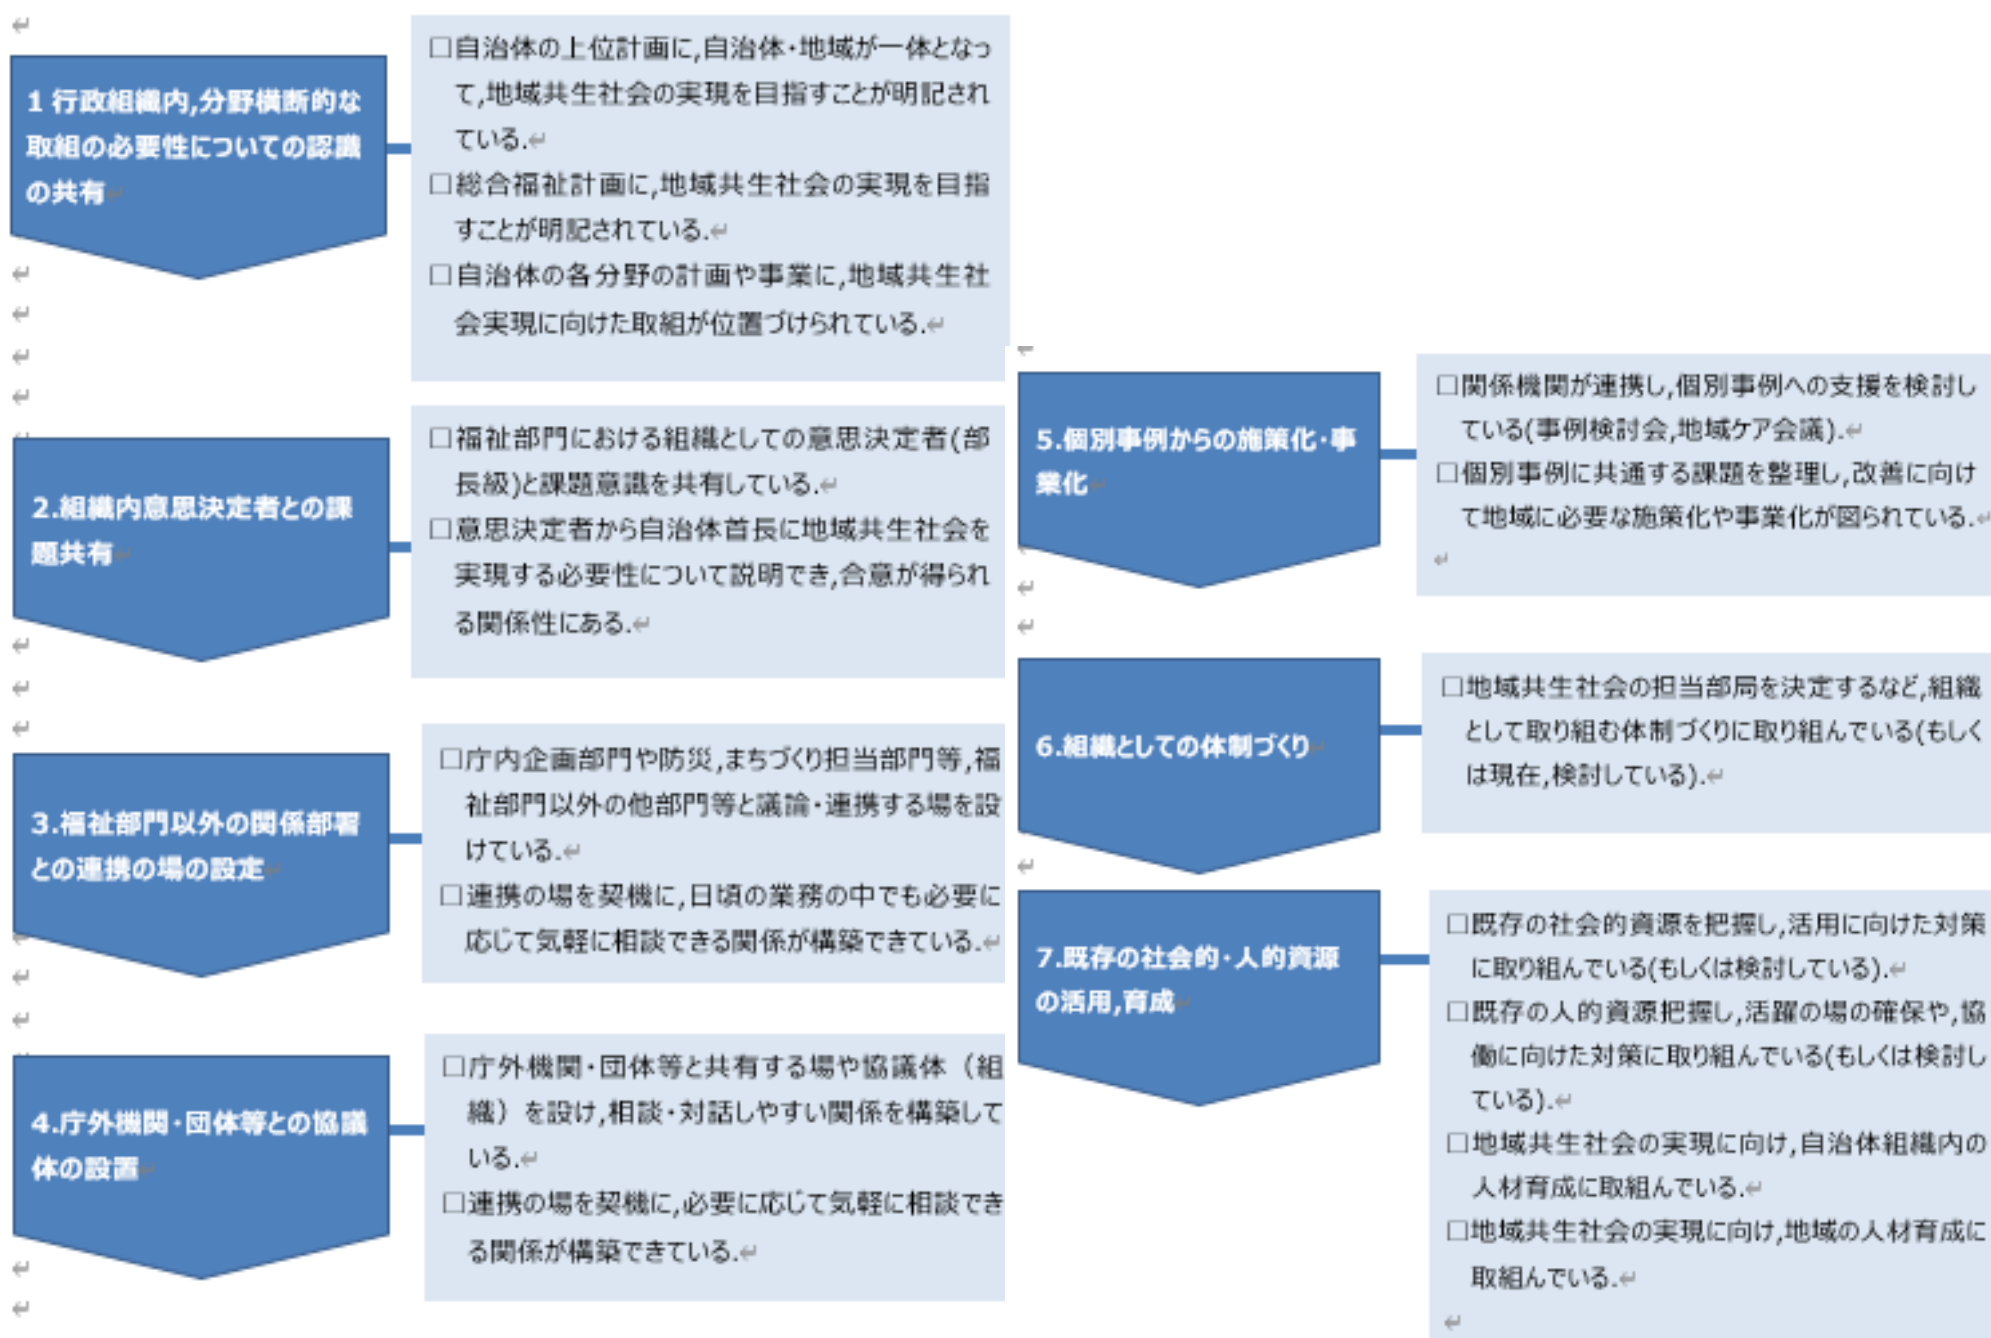 1 行政組織内,分野横断的な
取組の必要性についての認識
の共有
□自治体の上位計画に,自治体・地域が一体となっ
て,地域共生社会の実現を目指すことが明記され
ている.
□総合福祉計画に,地域共生社会の実現を目指
すことが明記されている.
□自治体の各分野の計画や事業に,地域共生社
会実現に向けた取組が位置づけられている.
2.組織内意思決定者との課
題共有
□福祉部門における組織としての意思決定者(部
長級)と課題意識を共有している.
□意思決定者から自治体首長に地域共生社会を
実現する必要性について説明でき,合意が得られ
る関係性にある.
3.福祉部門以外の関係部署
との連携の場の設定
□庁内企画部門や防災,まちづくり担当部門等,福
祉部門以外の他部門等と議論・連携する場を設
けている.
□連携の場を契機に,日頃の業務の中でも必要に
応じて気軽に相談できる関係が構築できている.
4.庁外機関・団体等との協議
体の設置
□庁外機関・団体等と共有する場や協議体（組
織）を設け,相談・対話しやすい関係を構築して
いる.
□連携の場を契機に,必要に応じて気軽に相談でき
る関係が構築できている.
5.個別事例からの施策化・事
業化
□関係機関が連携し,個別事例への支援を検討し
ている(事例検討会,地域ケア会議).
□個別事例に共通する課題を整理し,改善に向け
て地域に必要な施策化や事業化が図られている.
6.組織としての体制づくり
□地域共生社会の担当部局を決定するなど,組織
として取り組む体制づくりに取り組んでいる(もしく
は現在,検討している).
7.既存の社会的・人的資源
の活用,育成
□既存の社会的資源を把握し,活用に向けた対策
に取り組んでいる(もしくは検討している).
□既存の人的資源把握し,活躍の場の確保や,協
働に向けた対策に取り組んでいる(もしくは検討し
ている).
□地域共生社会の実現に向け,自治体組織内の
人材育成に取組んでいる.
□地域共生社会の実現に向け,地域の人材育成に
取組んでいる.